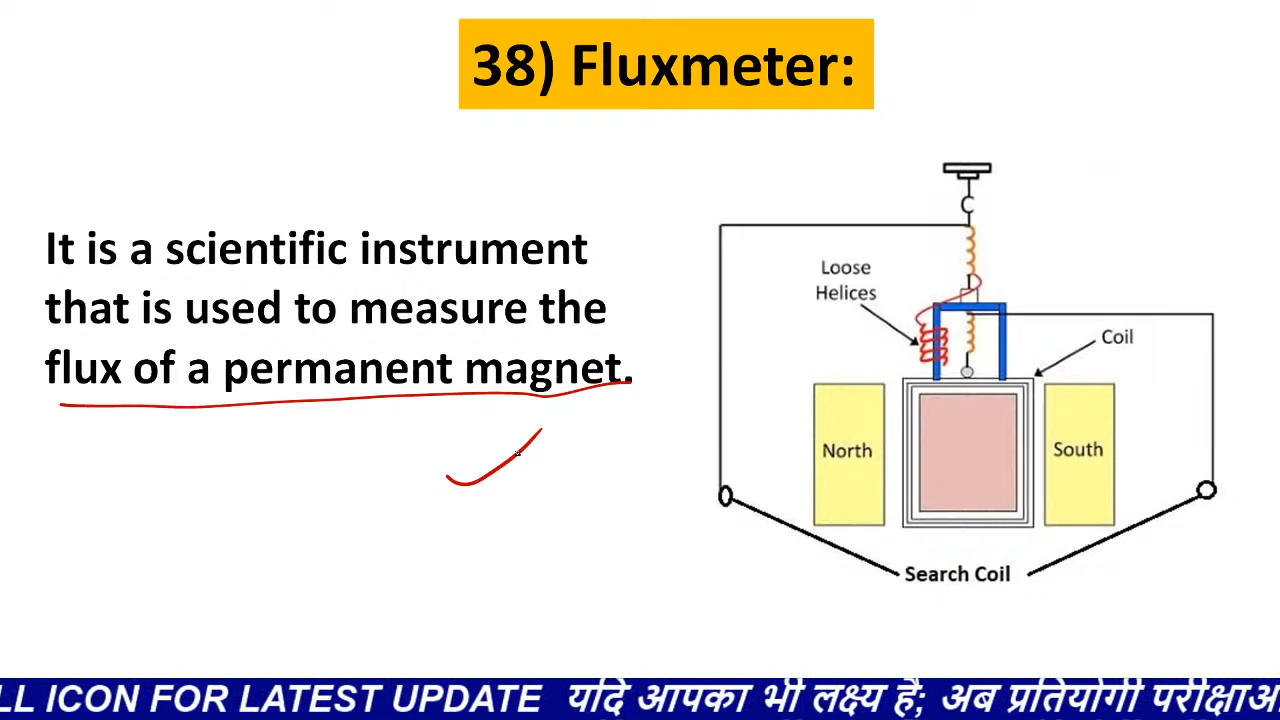 38) Fluxmeter:
It is a scientific instrument
that is used to measure the
flux of a permanent magnet.
C
Loose
Helices
Coil
North
South
Search Coil
LL ICON FOR LATEST UPDATE यदि आपका भी लक्ष्य है; अब प्रतियोगी